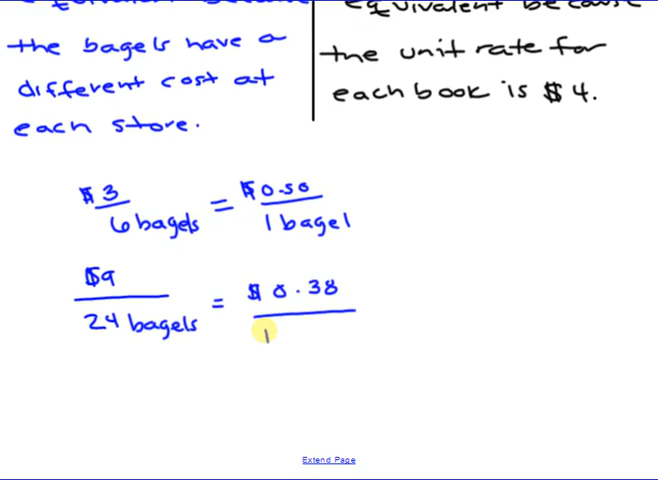 the bagels have a
different cost at
each store.
equivalent because
the unit rate for
each book is $4.
$3 / 6 bagels = $0.50 / 1 bagel
$9 / 24 bagels = $0.38 / 1
Extend Page